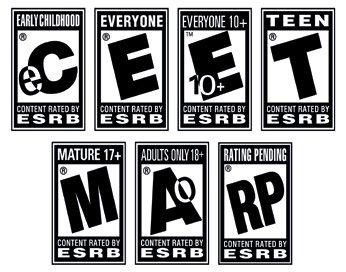 EARLY CHILDHOOD
eC
CONTENT RATED BY
ESRB
EVERYONE
E
®
CONTENT RATED BY
ESRB
EVERYONE 10+
™
E
10+
CONTENT RATED BY
ESRB
TEEN
T
CONTENT RATED BY
ESRB
MATURE 17+
M
CONTENT RATED BY
ESRB
ADULTS ONLY 18+
AO
CONTENT RATED BY
ESRB
RATING PENDING
RP
CONTENT RATED BY
ESRB